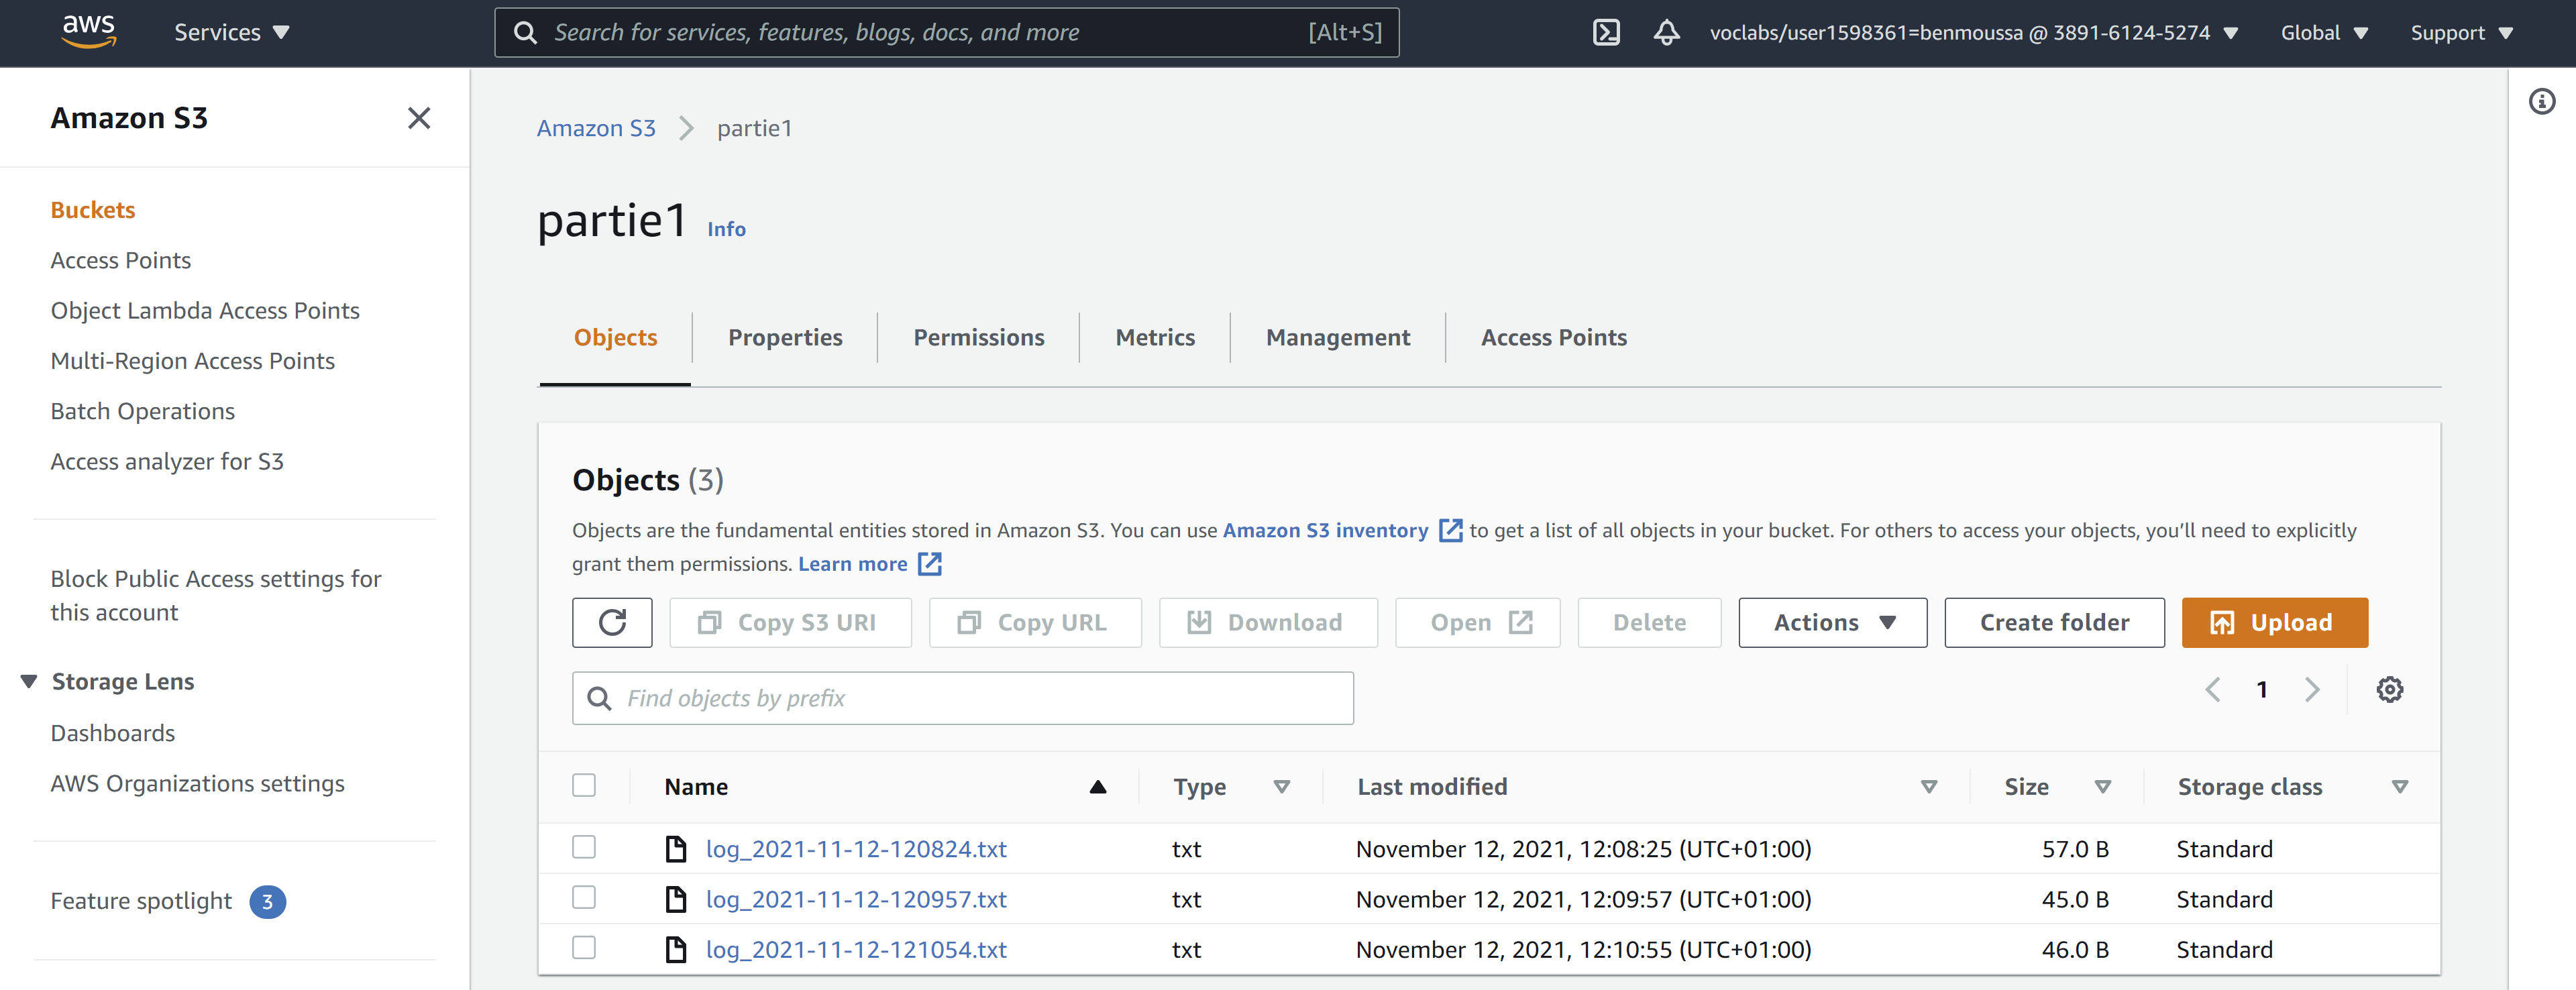 aws
Services
Search for services, features, blogs, docs, and more [Alt+S]
voclabs/user1598361=benmoussa @ 3891-6124-5274
Global
Support
Amazon S3
Buckets
Access Points
Object Lambda Access Points
Multi-Region Access Points
Batch Operations
Access analyzer for S3
Block Public Access settings for
this account
Storage Lens
Dashboards
AWS Organizations settings
Feature spotlight 3
Amazon S3 > partie1
partie1 Info
Objects Properties Permissions Metrics Management Access Points
Objects (3)
Objects are the fundamental entities stored in Amazon S3. You can use Amazon S3 inventory to get a list of all objects in your bucket. For others to access your objects, you’ll need to explicitly
grant them permissions. Learn more
Copy S3 URI Copy URL Download Open Delete Actions Create folder Upload
Find objects by prefix
1
Name Type Last modified Size Storage class
log_2021-11-12-120824.txt txt November 12, 2021, 12:08:25 (UTC+01:00) 57.0 B Standard
log_2021-11-12-120957.txt txt November 12, 2021, 12:09:57 (UTC+01:00) 45.0 B Standard
log_2021-11-12-121054.txt txt November 12, 2021, 12:10:55 (UTC+01:00) 46.0 B Standard